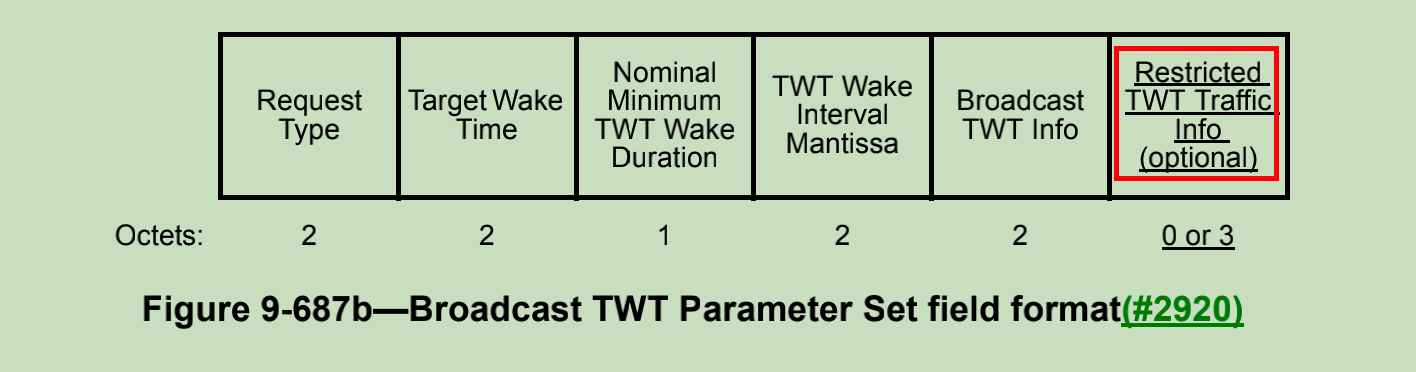 Request
Type
Target Wake
Time
Nominal
Minimum
TWT Wake
Duration
TWT Wake
Interval
Mantissa
Broadcast
TWT Info
Restricted
TWT Traffic
Info
(optional)
Octets: 2 2 1 2 2 0 or 3
Figure 9-687b—Broadcast TWT Parameter Set field format(#2920)